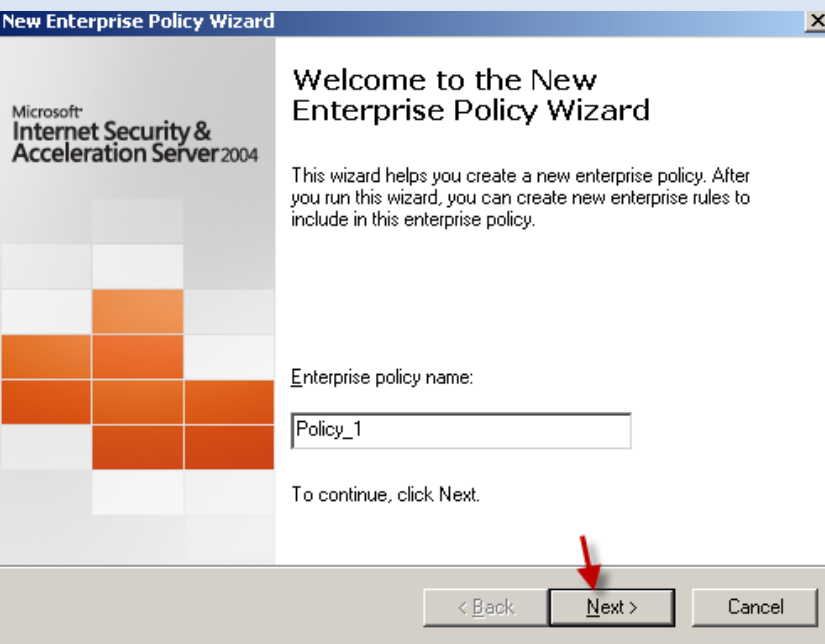 New Enterprise Policy Wizard
Microsoft
Internet Security &
Acceleration Server 2004
Welcome to the New
Enterprise Policy Wizard
This wizard helps you create a new enterprise policy. After
you run this wizard, you can create new enterprise rules to
include in this enterprise policy.
Enterprise policy name:
Policy_1
To continue, click Next.
< Back
Next >
Cancel